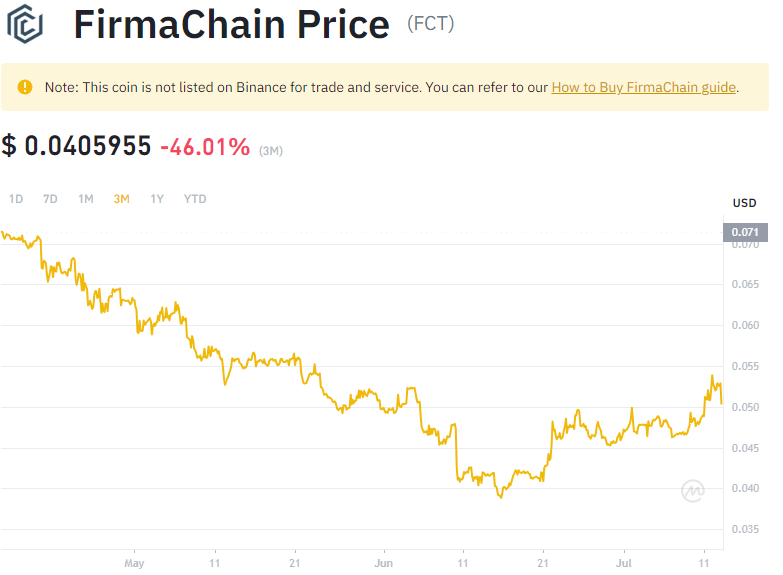 FirmaChain Price (FCT)
Note: This coin is not listed on Binance for trade and service. You can refer to our How to Buy FirmaChain guide.
$ 0.0405955 -46.01% (3M)
1D 7D 1M 3M 1Y YTD
USD
0.071
0.070
0.065
0.060
0.055
0.050
0.045
0.040
0.035
May 11 21 Jun 11 21 Jul 11